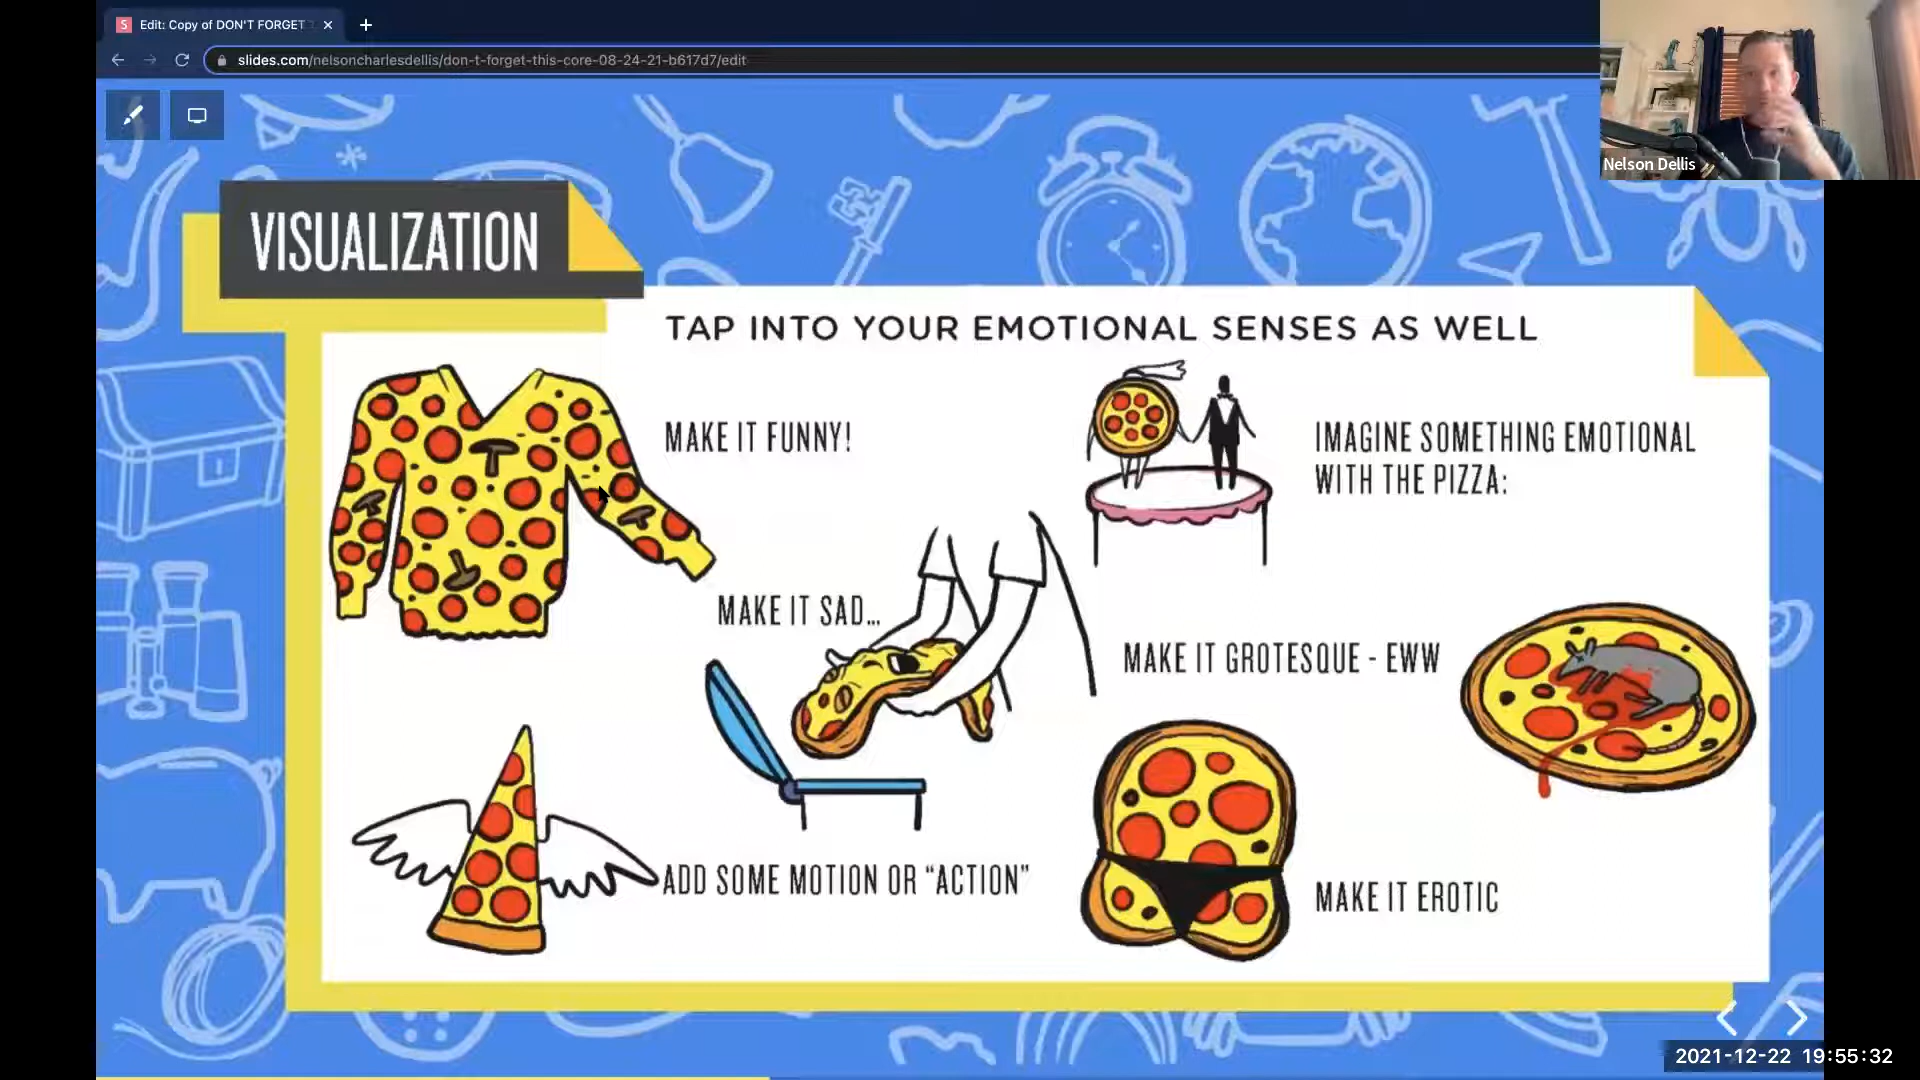 S Edit: Copy of DON'T FORGET
slides.com/nelsoncharlesdellis/don-t-forget-this-core-08-24-21-b617d7/edit
Nelson Dellis
VISUALIZATION
TAP INTO YOUR EMOTIONAL SENSES AS WELL
MAKE IT FUNNY!
IMAGINE SOMETHING EMOTIONAL
WITH THE PIZZA:
MAKE IT SAD...
MAKE IT GROTESQUE - EWW
ADD SOME MOTION OR “ACTION”
MAKE IT EROTIC
2021-12-22 19:55:32